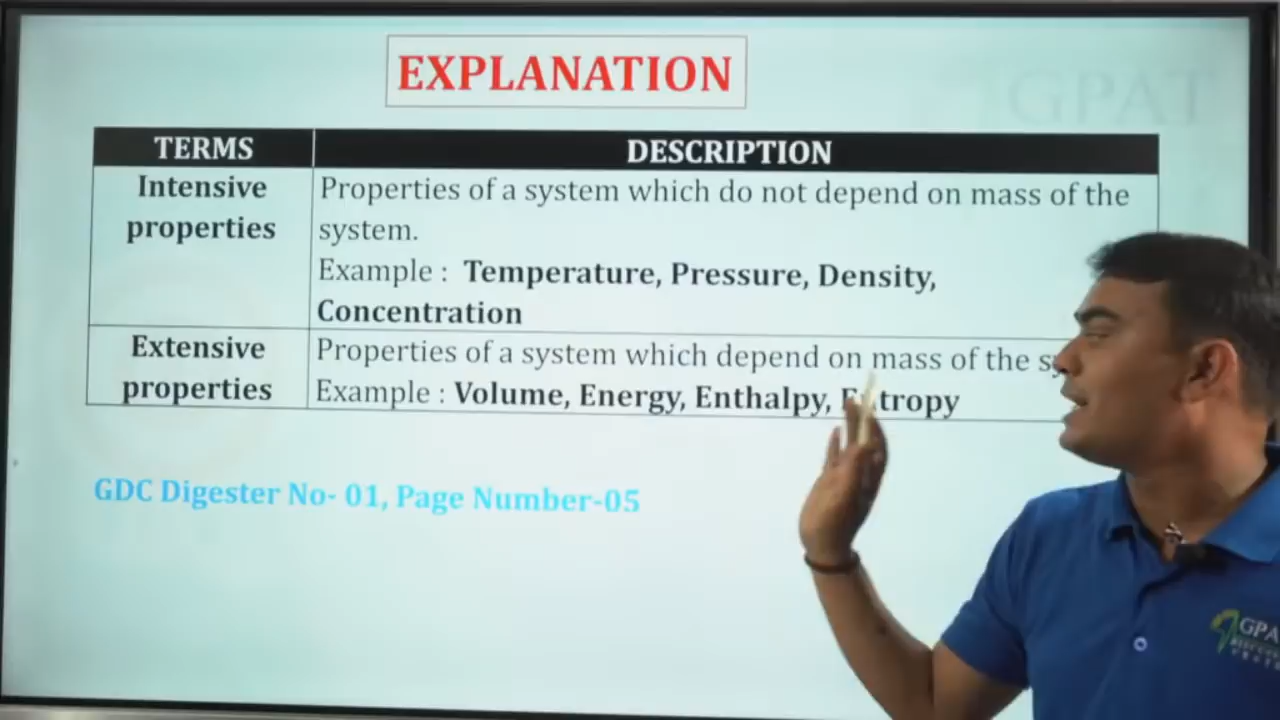 EXPLANATION
GPAT
TERMS DESCRIPTION
Intensive properties
Properties of a system which do not depend on mass of the
system.
Example : Temperature, Pressure, Density,
Concentration
Extensive properties
Properties of a system which depend on mass of the
Example : Volume, Energy, Enthalpy, Entropy
GDC Digester No- 01, Page Number-05